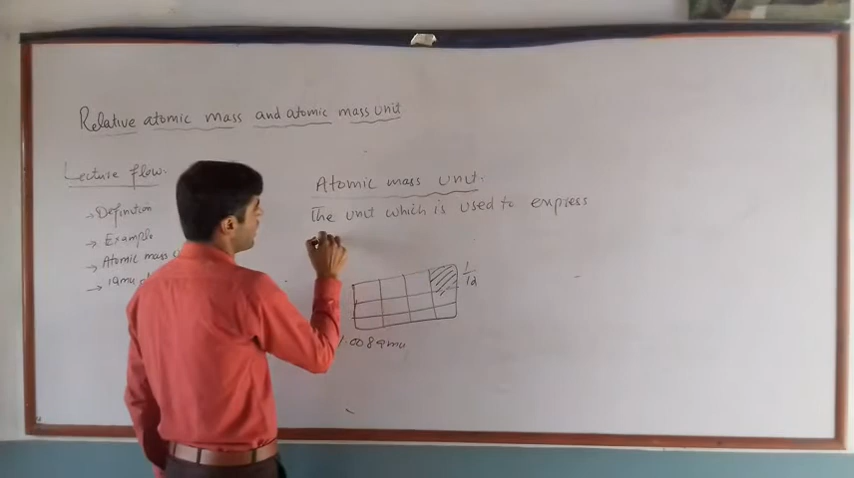 Relative atomic mass and atomic mass unit
Lecture flow.
→ Definition
→ Example
→ Atomic mass
→ 1amu
Atomic mass unit.
The unit which is used to express
1/12
1.008amu